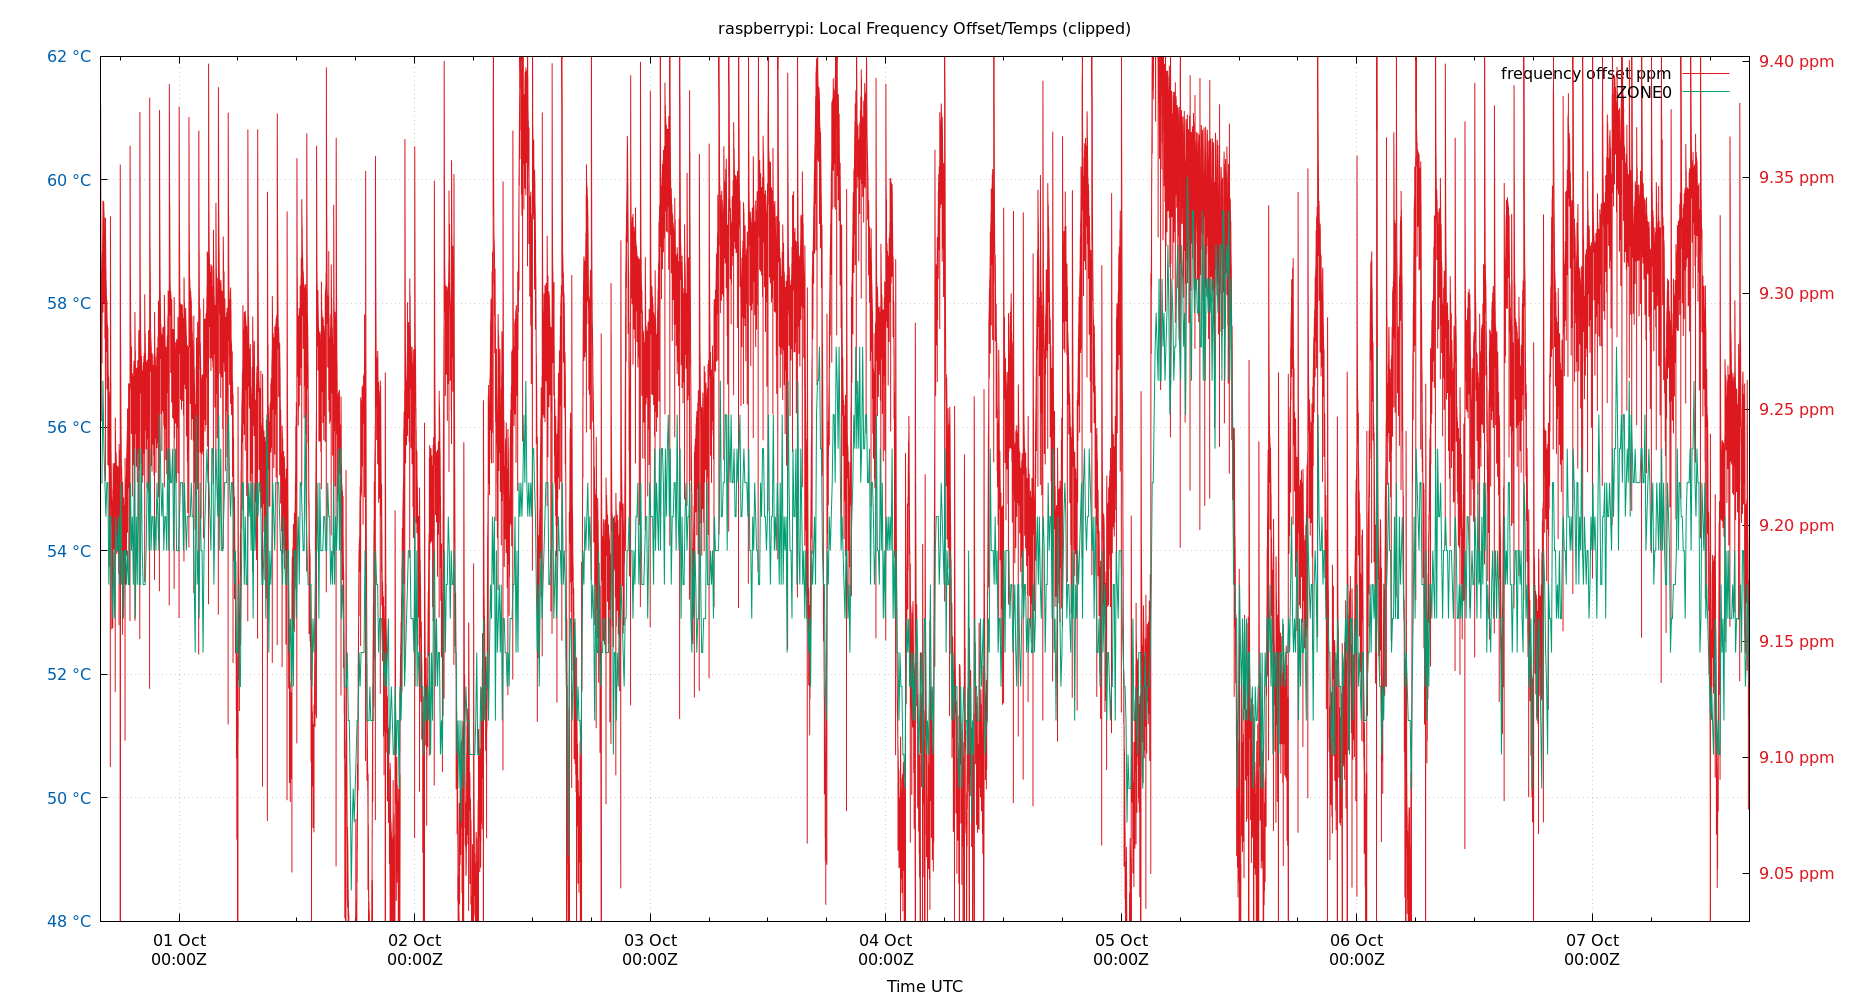 raspberrypi: Local Frequency Offset/Temps (clipped)
62 °C
60 °C
58 °C
56 °C
54 °C
52 °C
50 °C
48 °C
9.40 ppm
9.35 ppm
9.30 ppm
9.25 ppm
9.20 ppm
9.15 ppm
9.10 ppm
9.05 ppm
frequency offset ppm
ZONE0
01 Oct
00:00Z
02 Oct
00:00Z
03 Oct
00:00Z
04 Oct
00:00Z
05 Oct
00:00Z
06 Oct
00:00Z
07 Oct
00:00Z
Time UTC